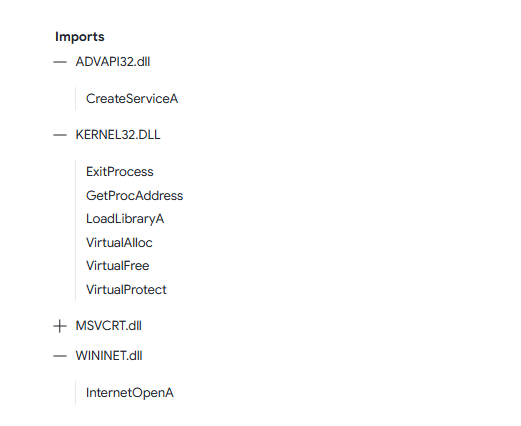 Imports
ADVAPI32.dll
CreateServiceA
KERNEL32.DLL
ExitProcess
GetProcAddress
LoadLibraryA
VirtualAlloc
VirtualFree
VirtualProtect
MSVCRT.dll
WININET.dll
InternetOpenA